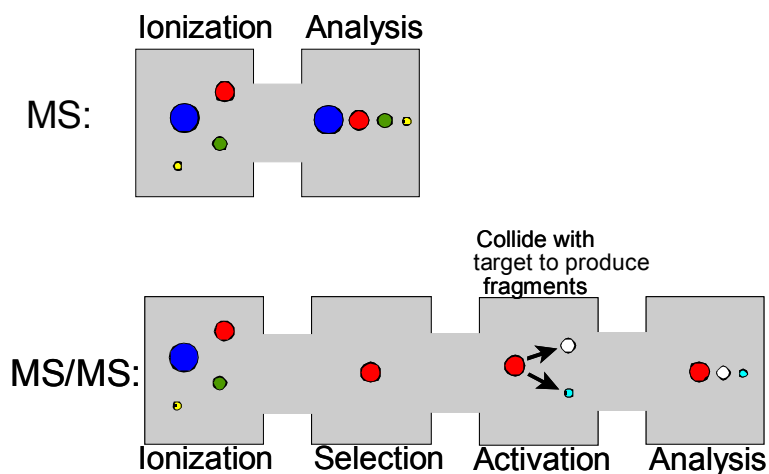 Ionization Analysis
MS:
Collide with
target to produce
fragments
MS/MS:
Ionization Selection Activation Analysis